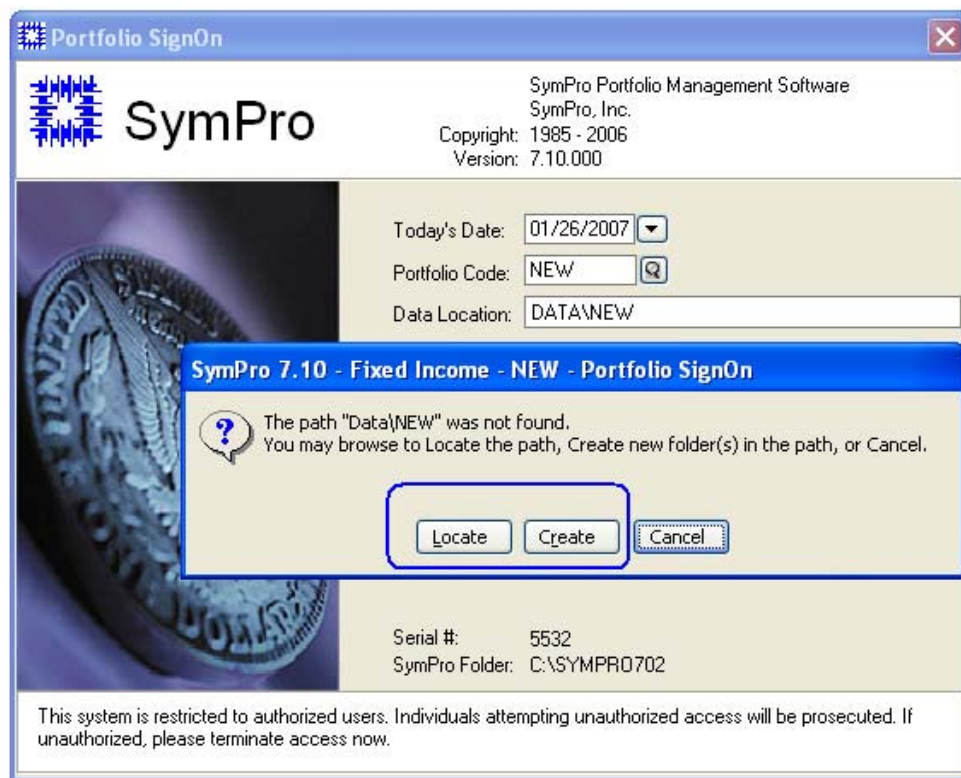 Portfolio SignOn
SymPro
SymPro Portfolio Management Software
SymPro, Inc.
Copyright: 1985 - 2006
Version: 7.10.000
Today's Date: 01/26/2007
Portfolio Code: NEW
Data Location: DATA\NEW
SymPro 7.10 - Fixed Income - NEW - Portfolio SignOn
The path "Data\NEW" was not found.
You may browse to Locate the path, Create new folder(s) in the path, or Cancel.
Locate Create Cancel
DOLLAR
Serial #: 5532
SymPro Folder: C:\SYMPRO702
This system is restricted to authorized users. Individuals attempting unauthorized access will be prosecuted. If
unauthorized, please terminate access now.